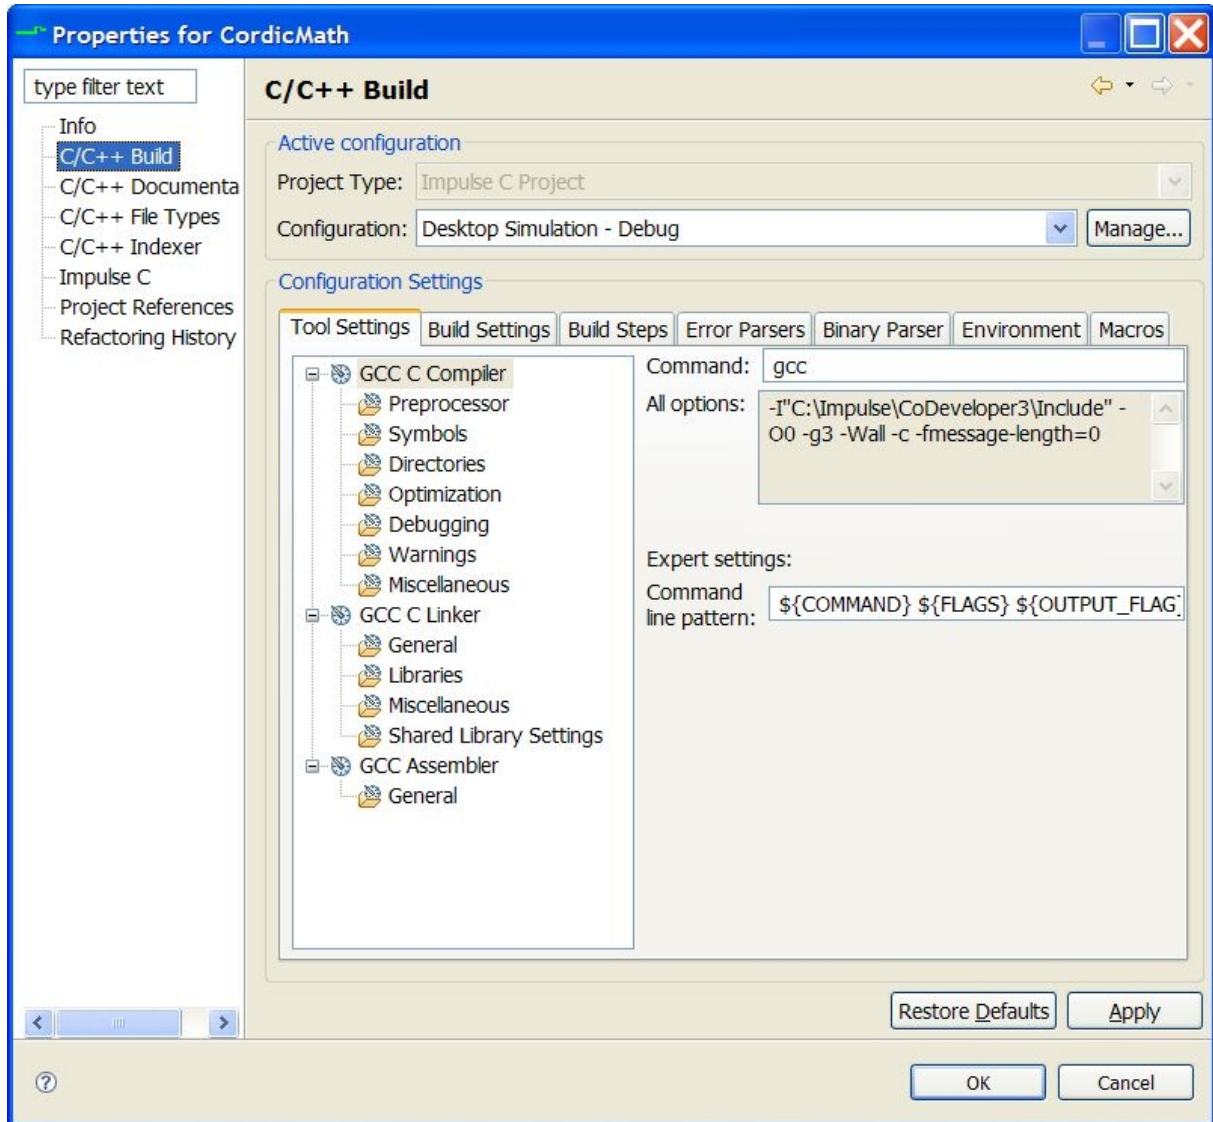 Properties for CordicMath
type filter text
Info
C/C++ Build
C/C++ Documenta
C/C++ File Types
C/C++ Indexer
Impulse C
Project References
Refactoring History
C/C++ Build
Active configuration
Project Type: Impulse C Project
Configuration: Desktop Simulation - Debug Manage...
Configuration Settings
Tool Settings Build Settings Build Steps Error Parsers Binary Parser Environment Macros
GCC C Compiler
Preprocessor
Symbols
Directories
Optimization
Debugging
Warnings
Miscellaneous
GCC C Linker
General
Libraries
Miscellaneous
Shared Library Settings
GCC Assembler
General
Command: gcc
All options: -I"C:\Impulse\CoDeveloper3\Include" -
O0 -g3 -Wall -c -fmessage-length=0
Expert settings:
Command
line pattern: ${COMMAND} ${FLAGS} ${OUTPUT_FLAG}
Restore Defaults Apply
OK Cancel